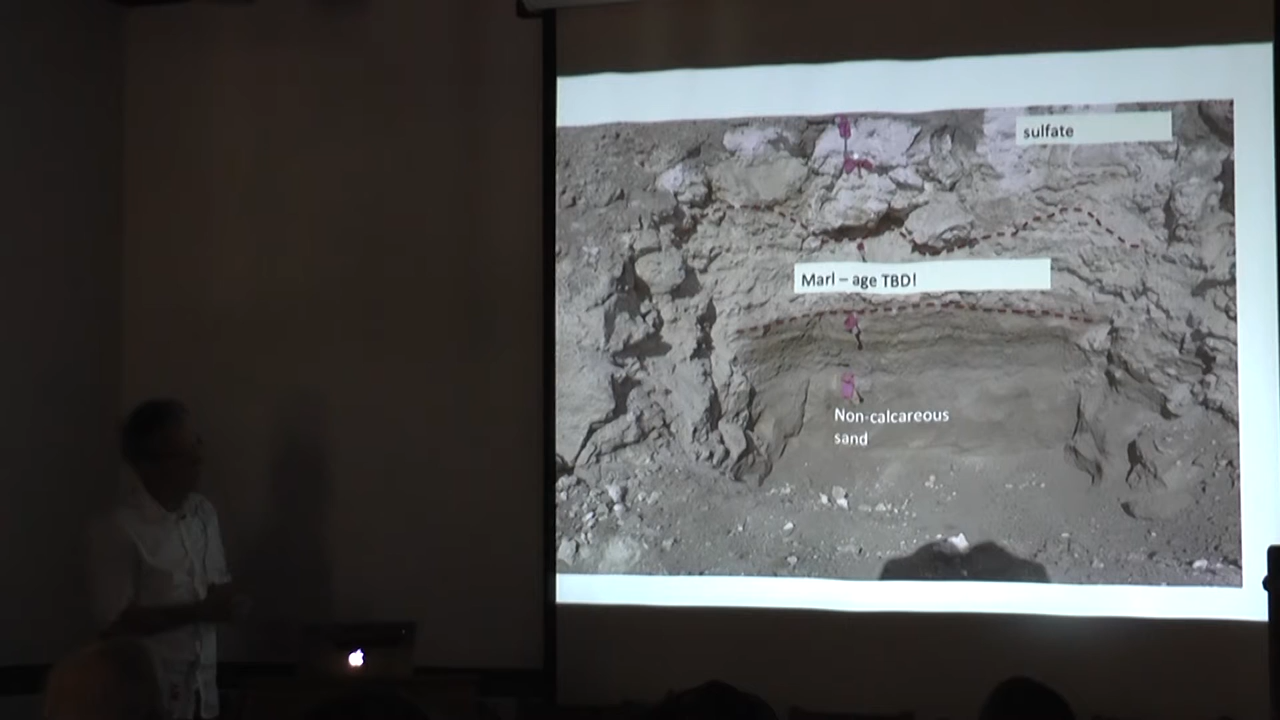 sulfate
Marl – age TBD!
Non-calcareous
sand